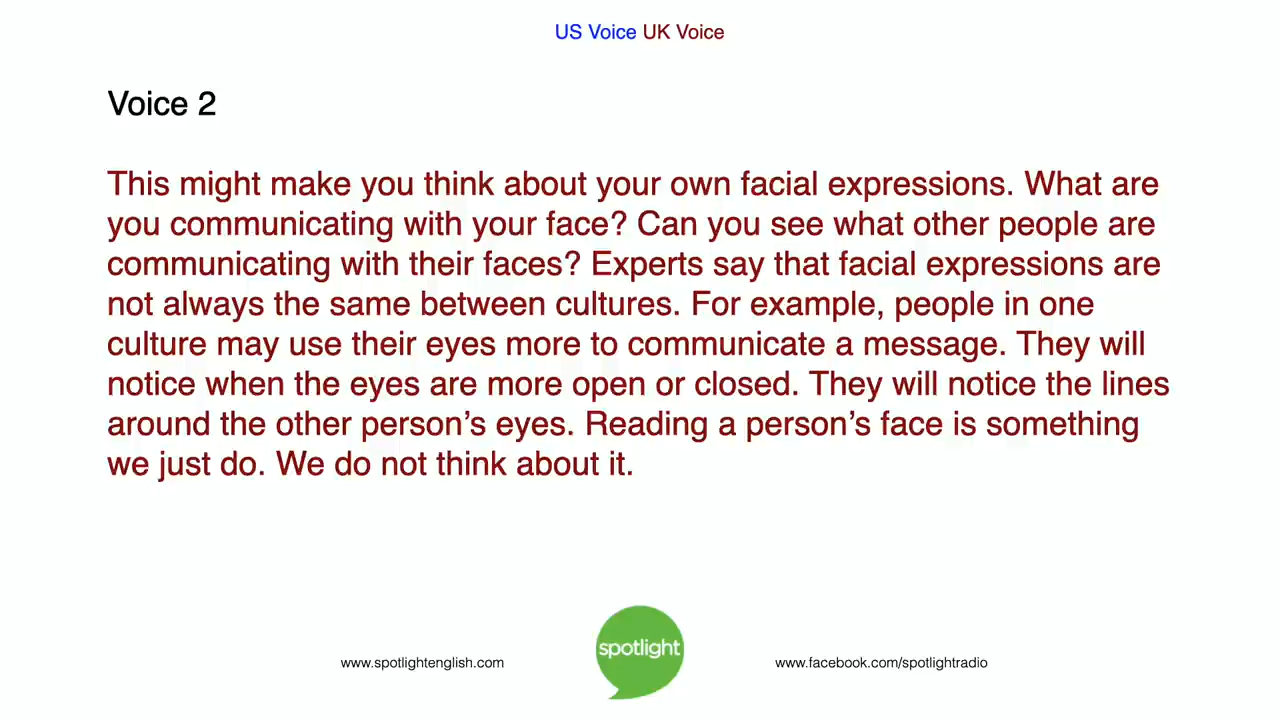 US Voice UK Voice
Voice 2
This might make you think about your own facial expressions. What are
you communicating with your face? Can you see what other people are
communicating with their faces? Experts say that facial expressions are
not always the same between cultures. For example, people in one
culture may use their eyes more to communicate a message. They will
notice when the eyes are more open or closed. They will notice the lines
around the other person’s eyes. Reading a person’s face is something
we just do. We do not think about it.
www.spotlightenglish.com
spotlight
www.facebook.com/spotlightradio